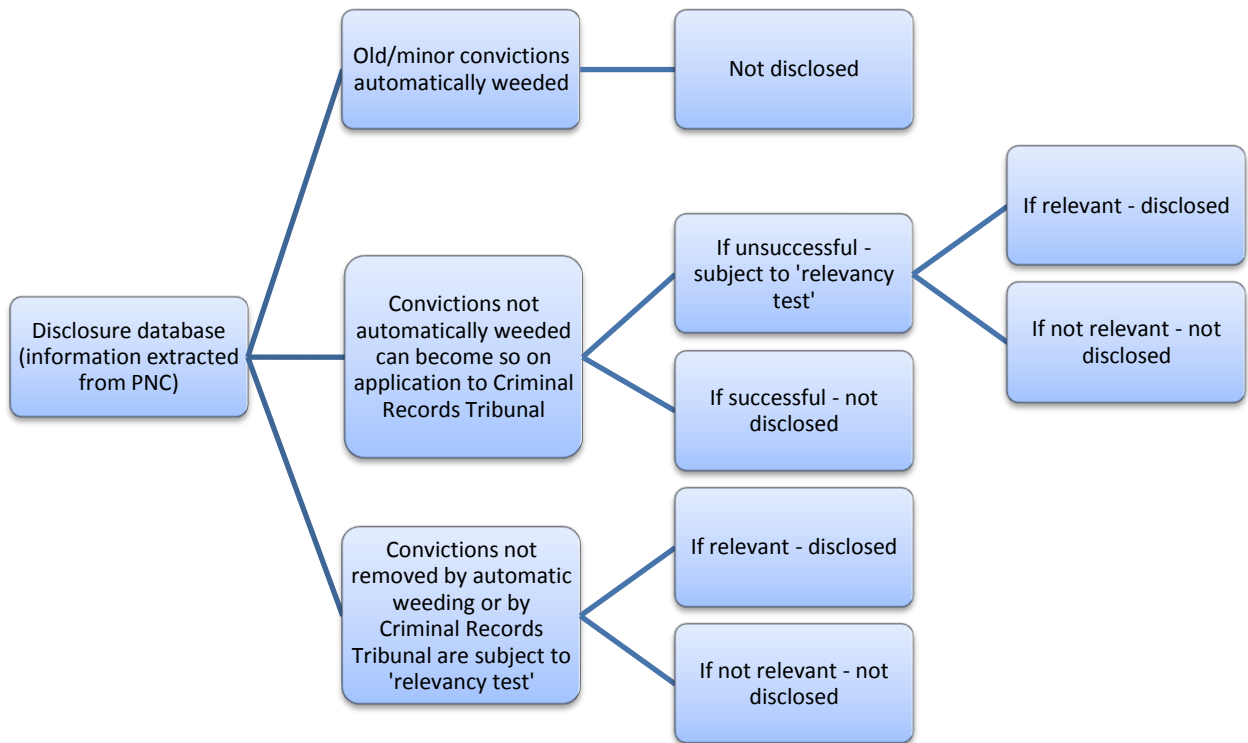 Disclosure database
(information extracted
from PNC)
Old/minor convictions
automatically weeded
Not disclosed
Convictions not
automatically weeded
can become so on
application to Criminal
Records Tribunal
If unsuccessful -
subject to 'relevancy
test'
If relevant - disclosed
If not relevant - not
disclosed
If successful - not
disclosed
Convictions not
removed by automatic
weeding or by
Criminal Records
Tribunal are subject to
'relevancy test'
If relevant - disclosed
If not relevant - not
disclosed